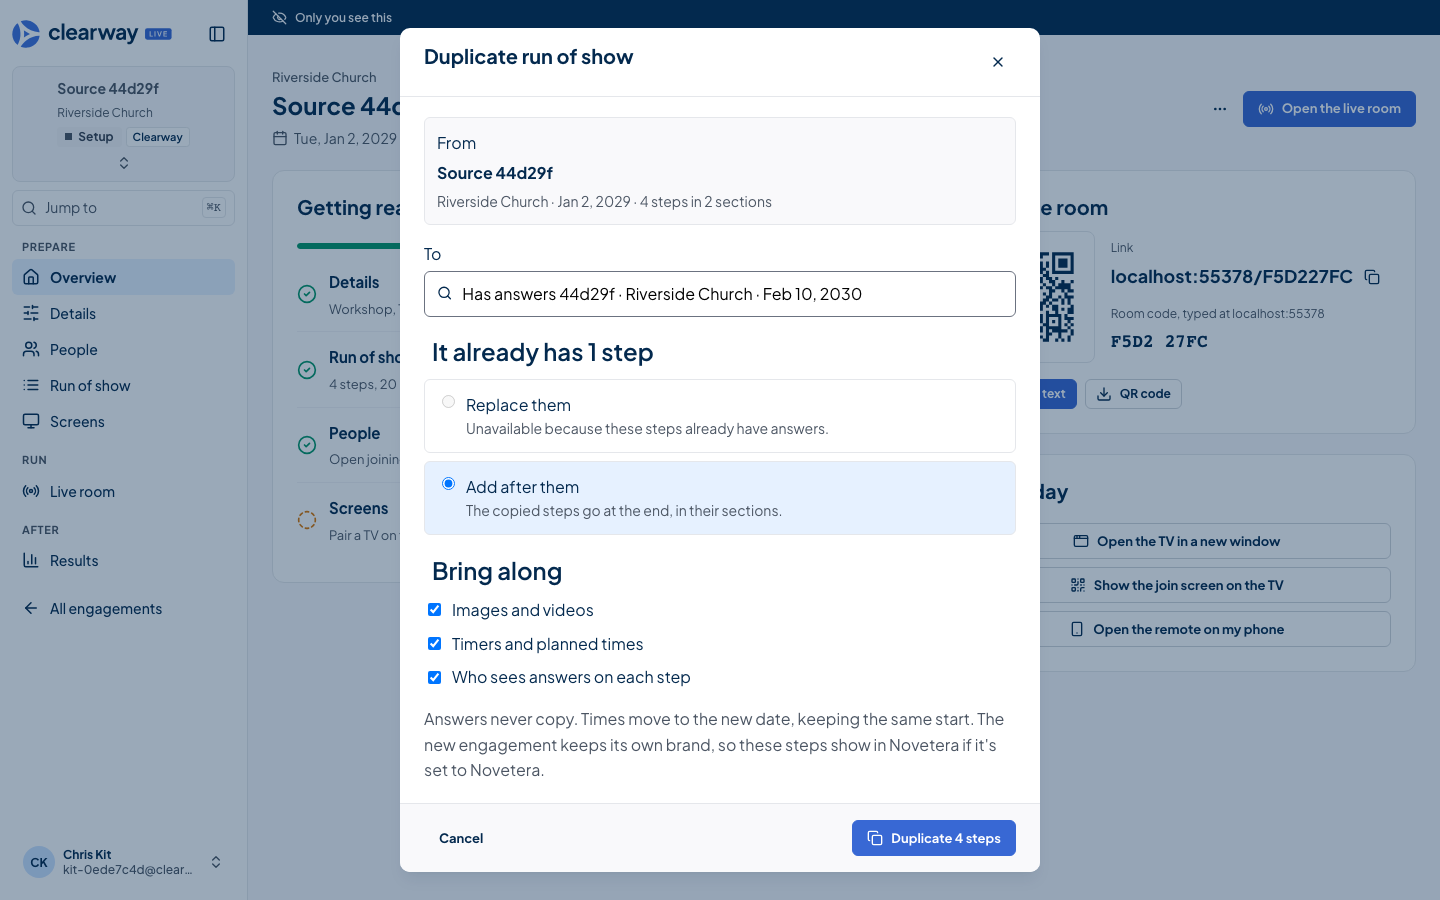 clearway LIVE
Source 44d29f
Riverside Church
Setup Clearway
Jump to ⌘K
PREPARE
Overview
Details
People
Run of show
Screens
RUN
Live room
AFTER
Results
All engagements
CK
Chris Kit
kit-0ede7c4d@clear...
Only you see this
Riverside Church
Source 44d
Tue, Jan 2, 2029
Open the live room
Getting rea
Details
Workshop,
Run of sho
4 steps, 20
People
Open joinin
Screens
Pair a TV on
Duplicate run of show
From
Source 44d29f
Riverside Church · Jan 2, 2029 · 4 steps in 2 sections
To
Has answers 44d29f · Riverside Church · Feb 10, 2030
It already has 1 step
Replace them
Unavailable because these steps already have answers.
Add after them
The copied steps go at the end, in their sections.
Bring along
Images and videos
Timers and planned times
Who sees answers on each step
Answers never copy. Times move to the new date, keeping the same start. The
new engagement keeps its own brand, so these steps show in Novetera if it's
set to Novetera.
Cancel
Duplicate 4 steps
e room
Link
localhost:55378/F5D227FC
Room code, typed at localhost:55378
F5D2 27FC
text
QR code
day
Open the TV in a new window
Show the join screen on the TV
Open the remote on my phone